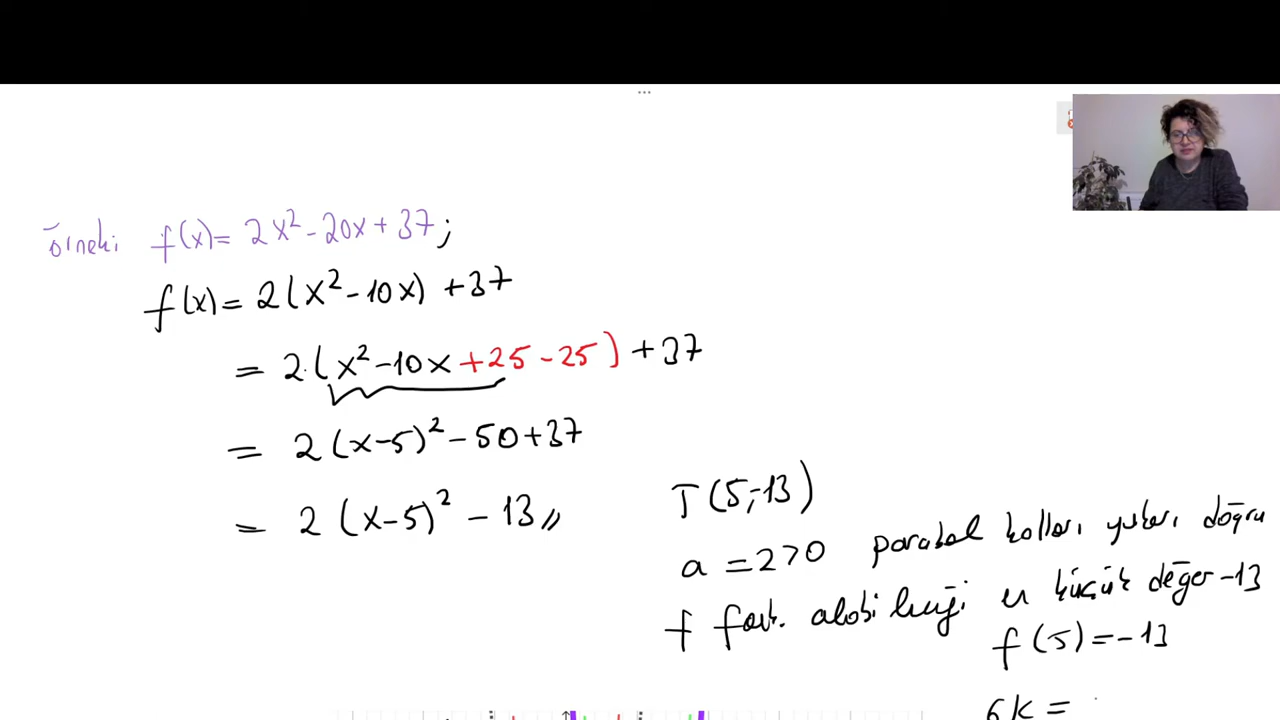 örnek: f(x) = 2x² - 20x + 37 ;
f(x) = 2(x² - 10x) + 37
= 2·(x² - 10x + 25 - 25) + 37
= 2(x-5)² - 50 + 37
= 2(x-5)² - 13 //
T(5,-13)
a = 2 > 0 parabol kolları yukarı doğru
f fonk. alabileceği en küçük değer -13
f(5) = -13